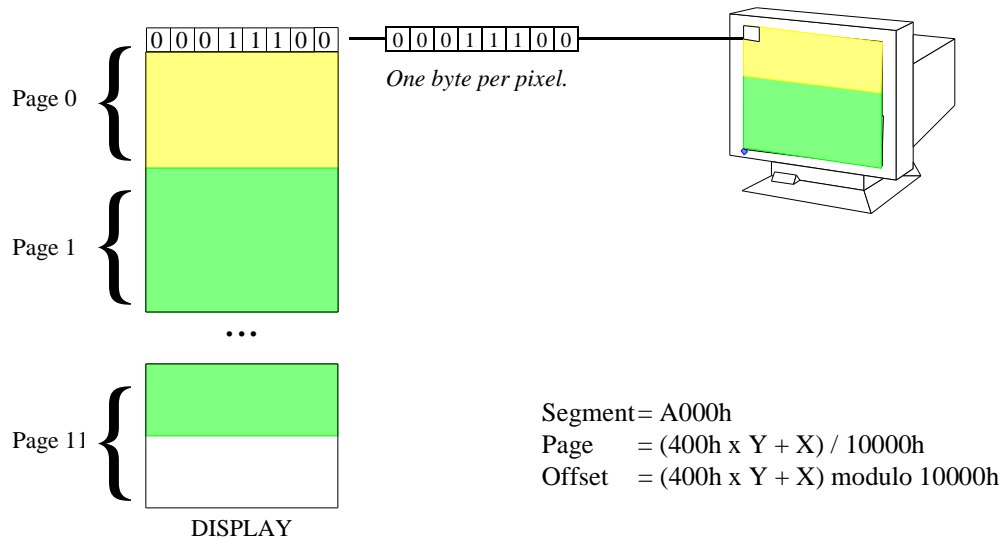 0 0 0 1 1 1 0 0
0 0 0 1 1 1 0 0
One byte per pixel.
Page 0
Page 1
...
Page 11
Segment = A000h
Page = (400h x Y + X) / 10000h
Offset = (400h x Y + X) modulo 10000h
DISPLAY